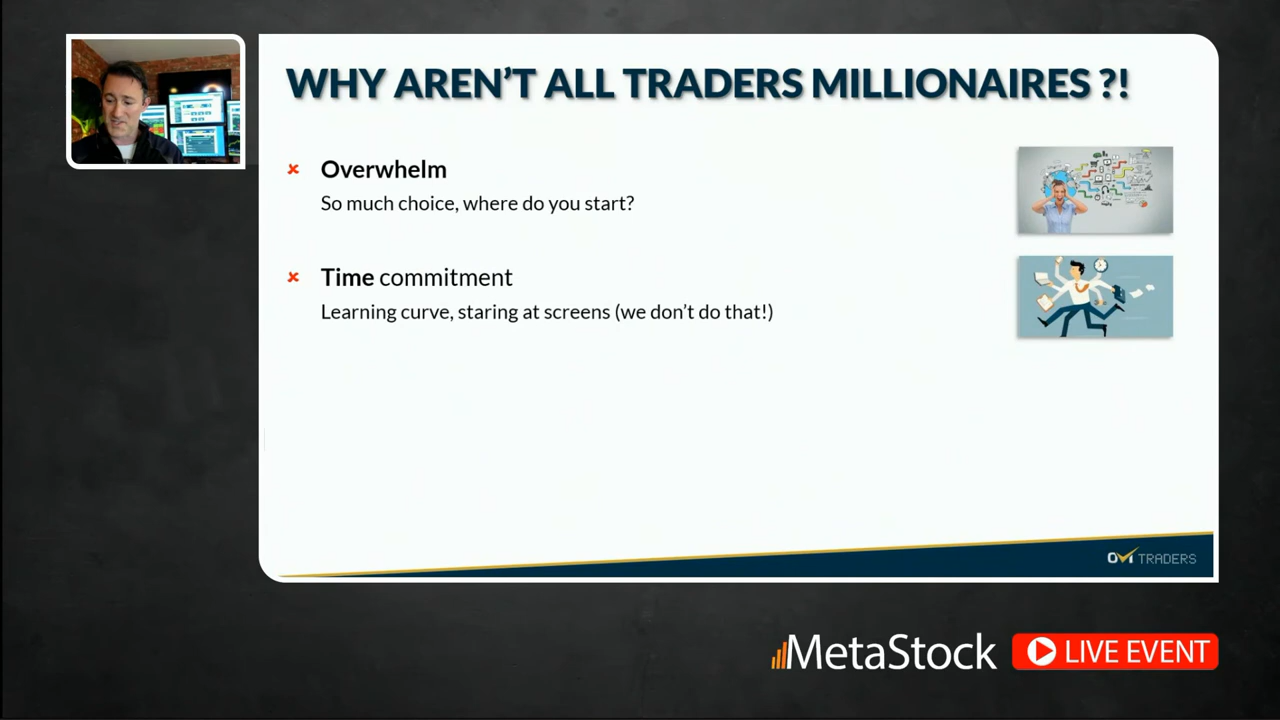 WHY AREN’T ALL TRADERS MILLIONAIRES ?!
Overwhelm
So much choice, where do you start?
Time commitment
Learning curve, staring at screens (we don’t do that!)
OVI TRADERS
MetaStock
LIVE EVENT